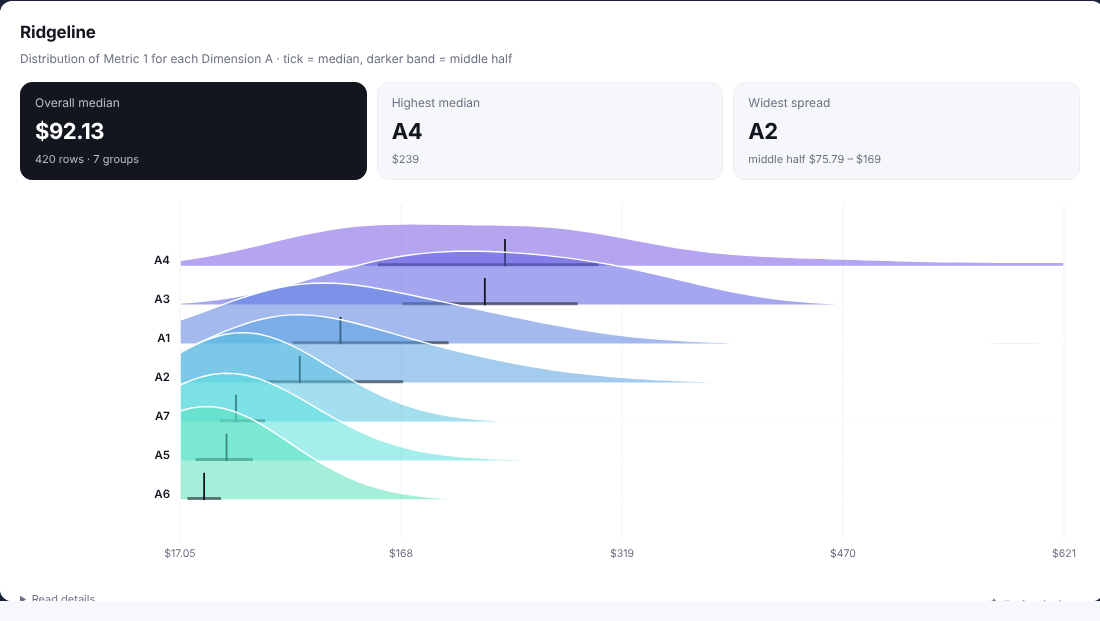 Ridgeline
Distribution of Metric 1 for each Dimension A · tick = median, darker band = middle half
Overall median
$92.13
420 rows · 7 groups
Highest median
A4
$239
Widest spread
A2
middle half $75.79 – $169
A4
A3
A1
A2
A7
A5
A6
$17.05
$168
$319
$470
$621
Read details